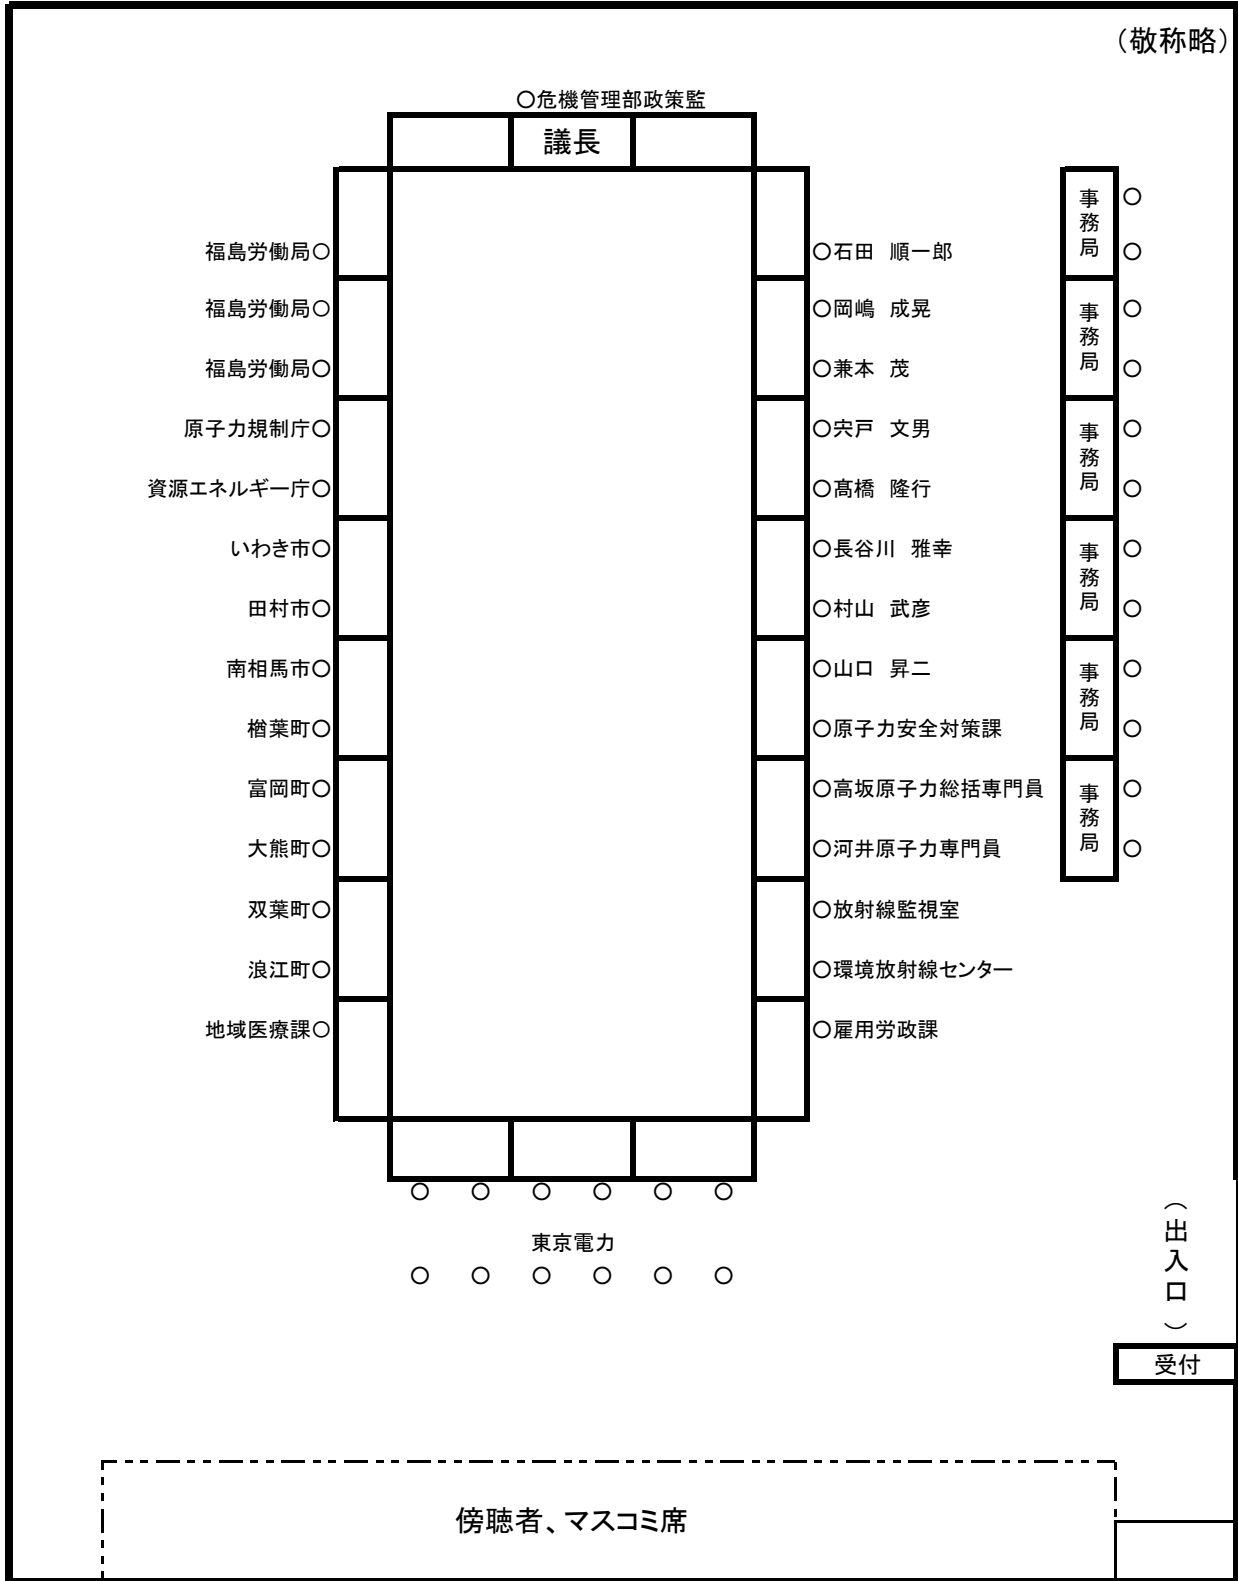 （敬称略）
○危機管理部政策監
議長
福島労働局○
福島労働局○
福島労働局○
原子力規制庁○
資源エネルギー庁○
いわき市○
田村市○
南相馬市○
楢葉町○
富岡町○
大熊町○
双葉町○
浪江町○
地域医療課○
○石田　順一郎
○岡嶋　成晃
○兼本　茂
○宍戸　文男
○髙橋　隆行
○長谷川　雅幸
○村山　武彦
○山口　昇二
○原子力安全対策課
○高坂原子力総括専門員
○河井原子力専門員
○放射線監視室
○環境放射線センター
○雇用労政課
事務局
事務局
事務局
事務局
事務局
事務局
東京電力
（出入口）
受付
傍聴者、マスコミ席